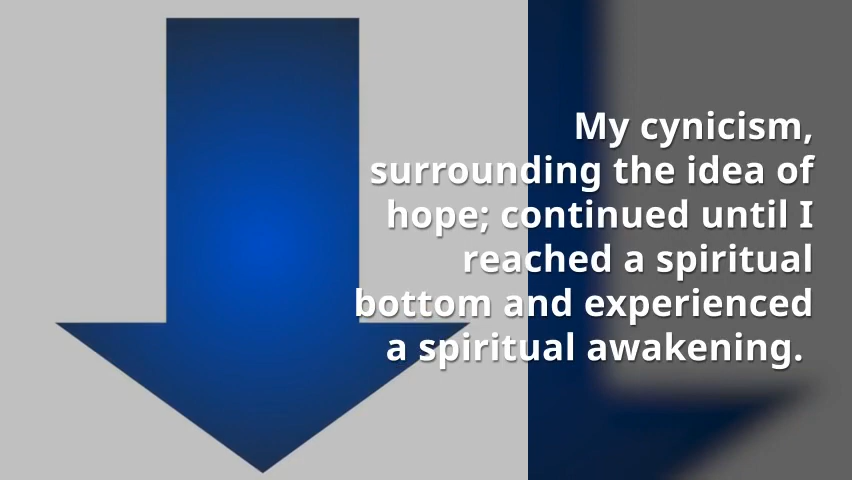 My cynicism,
surrounding the idea of
hope; continued until I
reached a spiritual
bottom and experienced
a spiritual awakening.